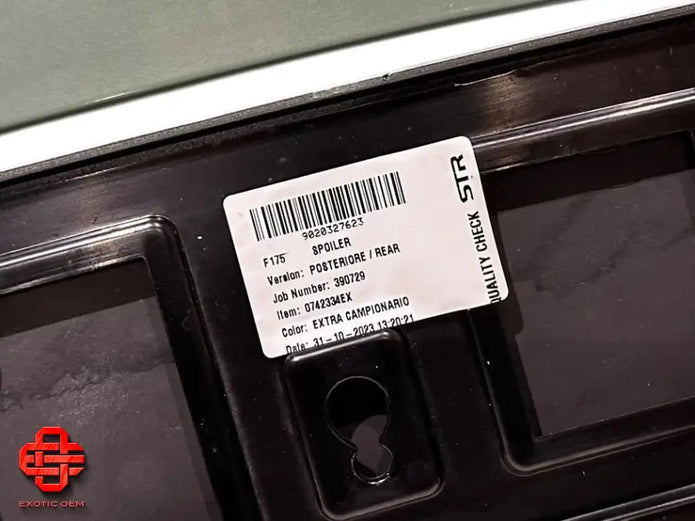 9020327623
F175 SPOILER
Version: POSTERIORE / REAR
Job Number: 390729
Item: 0742334EX
Color: EXTRA CAMPIONARIO
Data: 31-10-2023 13:20:21
QUALITY CHECK STR
EXOTIC OEM